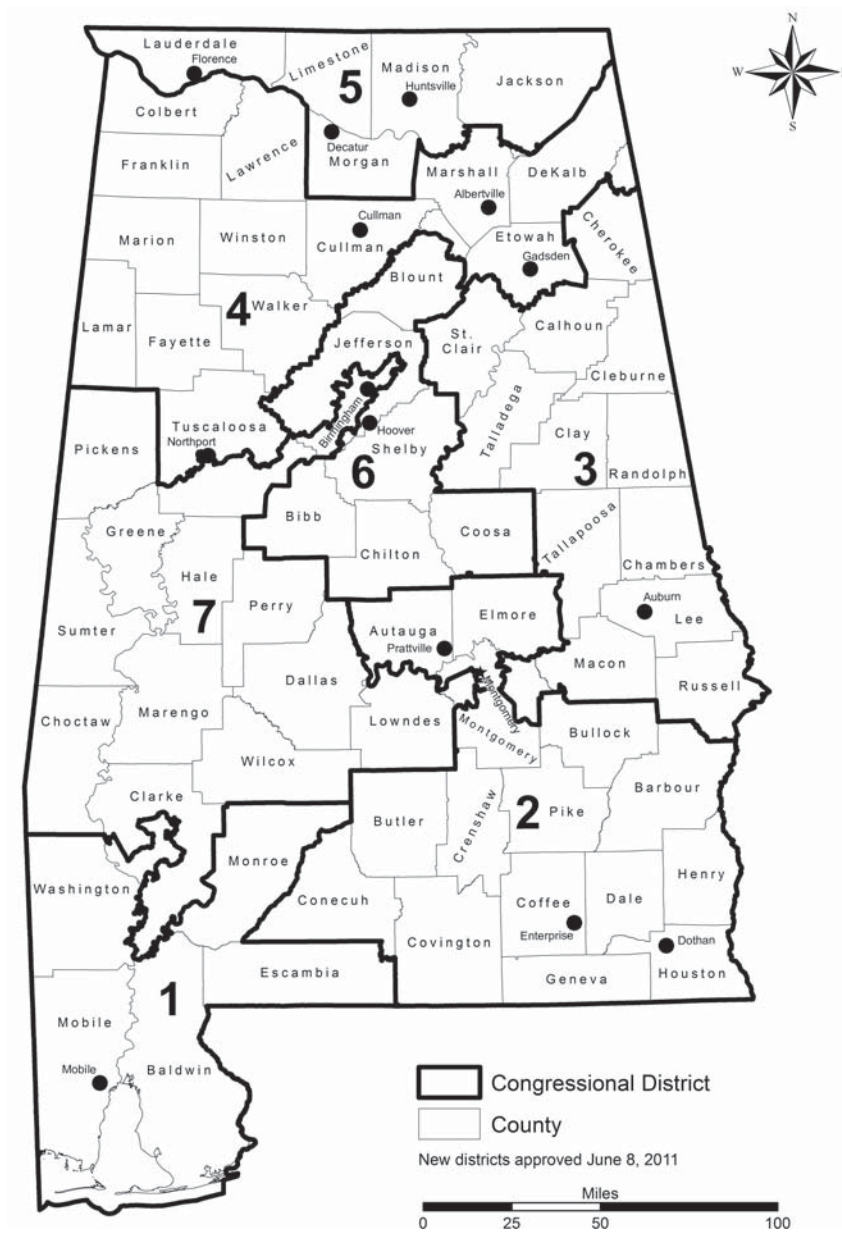 N
W
E
S
Lauderdale
Florence
Limestone
5
Madison
Huntsville
Jackson
Colbert
Lawrence
Decatur
Morgan
Franklin
Marshall
Albertville
DeKalb
Cherokee
Marion
Winston
Cullman
Cullman
Etowah
Gadsden
Blount
4
Walker
Lamar
Fayette
Jefferson
St.
Clair
Calhoun
Cleburne
Talladega
Birmingham
Hoover
Shelby
6
Clay
3
Randolph
Pickens
Tuscaloosa
Northport
Greene
Bibb
Chilton
Coosa
Tallapoosa
Chambers
Hale
7
Perry
Autauga
Prattville
Elmore
Auburn
Lee
Sumter
Dallas
Macon
Russell
Montgomery
Montgomery
Choctaw
Marengo
Lowndes
Bullock
Wilcox
Barbour
Clarke
Butler
Crenshaw
2
Pike
Monroe
Washington
Conecuh
Covington
Coffee
Enterprise
Dale
Henry
Dothan
Houston
Geneva
Escambia
1
Mobile
Mobile
Baldwin
Congressional District
County
New districts approved June 8, 2011
Miles
0 25 50 100